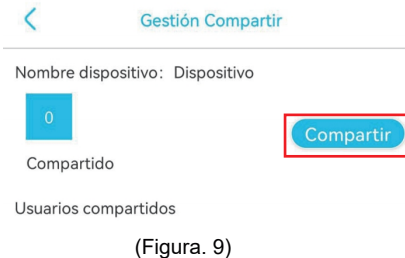 Gestión Compartir
Nombre dispositivo: Dispositivo
0
Compartir
Compartido
Usuarios compartidos
(Figura. 9)